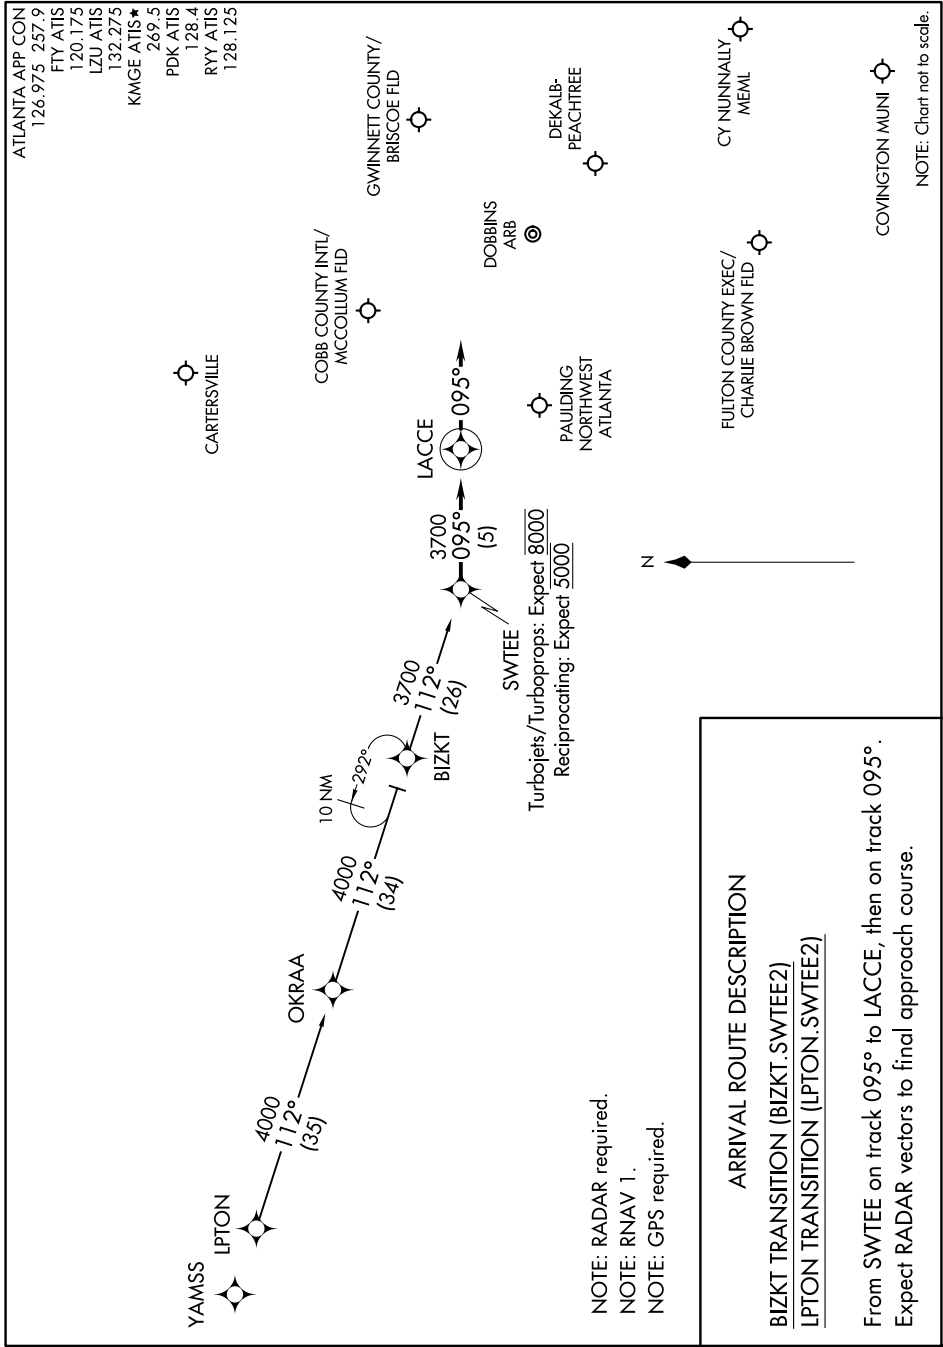 ATLANTA APP CON
126.975 257.9
FTY ATIS
120.175
LZU ATIS
132.275
KMGE ATIS★
269.5
PDK ATIS
128.4
RYY ATIS
128.125
CARTERSVILLE
COBB COUNTY INTL/
MCCOLLUM FLD
GWINNETT COUNTY/
BRISCOE FLD
DOBBINS
ARB
DEKALB-
PEACHTREE
CY NUNNALLY
MEML
COVINGTON MUNI
NOTE: Chart not to scale.
FULTON COUNTY EXEC/
CHARLIE BROWN FLD
PAULDING
NORTHWEST
ATLANTA
YAMSS
LPTON
4000
112°
(35)
OKRAA
4000
112°
(34)
10 NM
292°
BIZKT
3700
112°
(26)
SWTEE
Turbojets/Turboprops: Expect 8000
Reciprocating: Expect 5000
3700
095°
(5)
LACCE
095°
N
NOTE: RADAR required.
NOTE: RNAV 1.
NOTE: GPS required.
ARRIVAL ROUTE DESCRIPTION
BIZKT TRANSITION (BIZKT.SWTEE2)
LPTON TRANSITION (LPTON.SWTEE2)
From SWTEE on track 095° to LACCE, then on track 095°.
Expect RADAR vectors to final approach course.